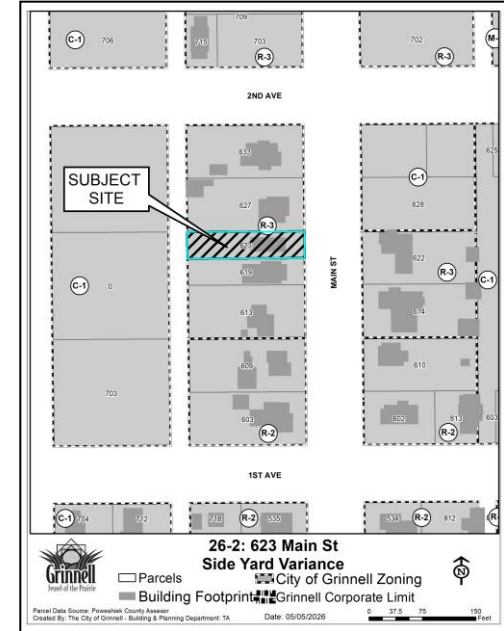 709
C-1
706
715
703
R-3
702
R-3
2ND AVE
633
625
SUBJECT
SITE
C-1
627
628
R-3
623
622
R-3
C-1
C-1
0
619
MAIN ST
613
614
703
609
610
603
602
613
603
R-2
R-2
1ST AVE
C-1
704
712
718
R-2
535
534
R-2
812
Grinnell
Jewel of the Prairie
26-2: 623 Main St
Side Yard Variance
Parcels
City of Grinnell Zoning
Building Footprint
Grinnell Corporate Limit
N
Parcel Data Source: Poweshiek County Assessor
Created By: The City of Grinnell - Building & Planning Department: TA
Date: 05/05/2026
0 37.5 75 150
Feet